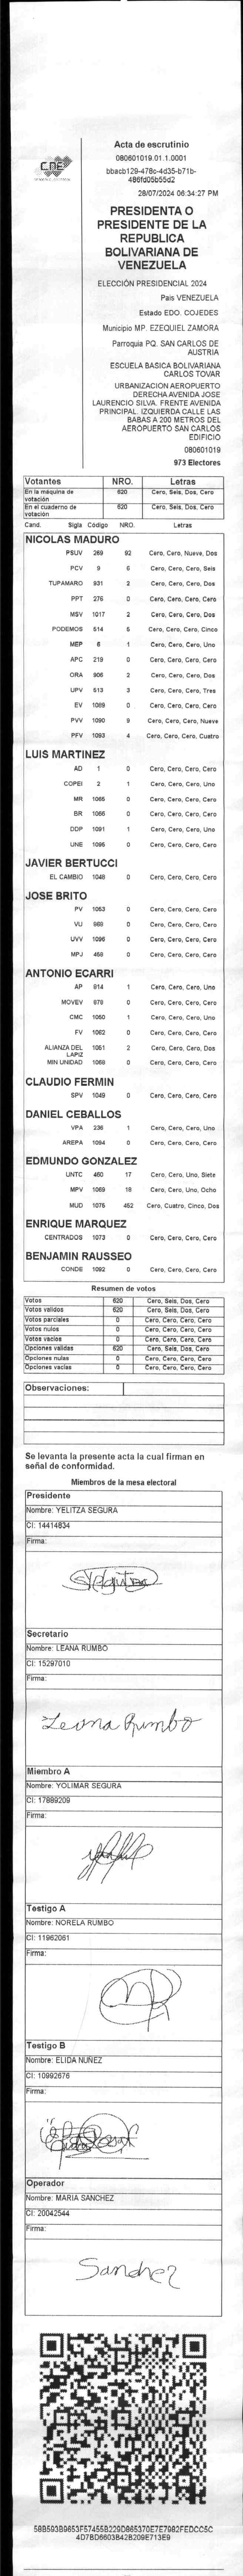 Acta de escrutinio
CNE
080601019.01.1.0001
bbacb129-478c-4d35-b71b-
486fd05b55d2
28/07/2024 06:34:27 PM
PRESIDENTA O
PRESIDENTE DE LA
REPUBLICA
BOLIVARIANA DE
VENEZUELA
ELECCIÓN PRESIDENCIAL 2024
Pais VENEZUELA
Estado EDO. COJEDES
Municipio MP. EZEQUIEL ZAMORA
Parroquia PQ. SAN CARLOS DE
AUSTRIA
ESCUELA BASICA BOLIVARIANA
CARLOS TOVAR
URBANIZACION AEROPUERTO
DERECHA AVENIDA JOSE
LAURENCIO SILVA. FRENTE AVENIDA
PRINCIPAL. IZQUIERDA CALLE LAS
BABAS A 200 METROS DEL
AEROPUERTO SAN CARLOS
EDIFICIO
080601019
973 Electores
Votantes NRO. Letras
En la máquina de votación 620 Cero, Seis, Dos, Cero
En el cuaderno de votación 620 Cero, Seis, Dos, Cero
Cand. Sigla Código NRO. Letras
NICOLAS MADURO
PSUV 269 92 Cero, Cero, Nueve, Dos
PCV 9 6 Cero, Cero, Cero, Seis
TUPAMARO 931 2 Cero, Cero, Cero, Dos
PPT 275 0 Cero, Cero, Cero, Cero
MSV 1017 2 Cero, Cero, Cero, Dos
PODEMOS 514 5 Cero, Cero, Cero, Cinco
MEP 6 1 Cero, Cero, Cero, Uno
APC 219 0 Cero, Cero, Cero, Cero
ORA 906 2 Cero, Cero, Cero, Dos
UPV 513 3 Cero, Cero, Cero, Tres
EV 1089 0 Cero, Cero, Cero, Cero
PVV 1090 9 Cero, Cero, Cero, Nueve
PFV 1093 4 Cero, Cero, Cero, Cuatro
LUIS MARTINEZ
AD 1 0 Cero, Cero, Cero, Cero
COPEI 2 1 Cero, Cero, Cero, Uno
MR 1065 0 Cero, Cero, Cero, Cero
BR 1066 0 Cero, Cero, Cero, Cero
DDP 1091 1 Cero, Cero, Cero, Uno
UNE 1095 0 Cero, Cero, Cero, Cero
JAVIER BERTUCCI
EL CAMBIO 1048 0 Cero, Cero, Cero, Cero
JOSE BRITO
PV 1053 0 Cero, Cero, Cero, Cero
VU 989 0 Cero, Cero, Cero, Cero
UVV 1096 0 Cero, Cero, Cero, Cero
MPJ 458 0 Cero, Cero, Cero, Cero
ANTONIO ECARRI
AP 814 1 Cero, Cero, Cero, Uno
MOVEV 878 0 Cero, Cero, Cero, Cero
CMC 1050 1 Cero, Cero, Cero, Uno
FV 1062 0 Cero, Cero, Cero, Cero
ALIANZA DEL LAPIZ 1051 2 Cero, Cero, Cero, Dos
MIN UNIDAD 1068 0 Cero, Cero, Cero, Cero
CLAUDIO FERMIN
SPV 1049 0 Cero, Cero, Cero, Cero
DANIEL CEBALLOS
VPA 236 1 Cero, Cero, Cero, Uno
AREPA 1094 0 Cero, Cero, Cero, Cero
EDMUNDO GONZALEZ
UNTC 460 17 Cero, Cero, Uno, Siete
MPV 1069 18 Cero, Cero, Uno, Ocho
MUD 1075 452 Cero, Cuatro, Cinco, Dos
ENRIQUE MARQUEZ
CENTRADOS 1073 0 Cero, Cero, Cero, Cero
BENJAMIN RAUSSEO
CONDE 1092 0 Cero, Cero, Cero, Cero
Resumen de votos
Votos 620 Cero, Seis, Dos, Cero
Votos validos 620 Cero, Seis, Dos, Cero
Votos parciales 0 Cero, Cero, Cero, Cero
Votos nulos 0 Cero, Cero, Cero, Cero
Votos vacios 0 Cero, Cero, Cero, Cero
Opciones validas 620 Cero, Seis, Dos, Cero
Opciones nulas 0 Cero, Cero, Cero, Cero
Opciones vacias 0 Cero, Cero, Cero, Cero
Observaciones:
Se levanta la presente acta la cual firman en
señal de conformidad.
Miembros de la mesa electoral
Presidente
Nombre: YELITZA SEGURA
CI: 14414834
Firma:
Secretario
Nombre: LEANA RUMBO
CI: 15297010
Firma:
Leana Rumbo
Miembro A
Nombre: YOLIMAR SEGURA
CI: 17889209
Firma:
Testigo A
Nombre: NORELA RUMBO
CI: 11962061
Firma:
Testigo B
Nombre: ELIDA NUÑEZ
CI: 10992676
Firma:
Operador
Nombre: MARIA SANCHEZ
CI: 20042544
Firma:
Sanchez
58B593B9653F57455B229D865370E7E7982FEDCC5C
4D7BD6603B42B209E713E9